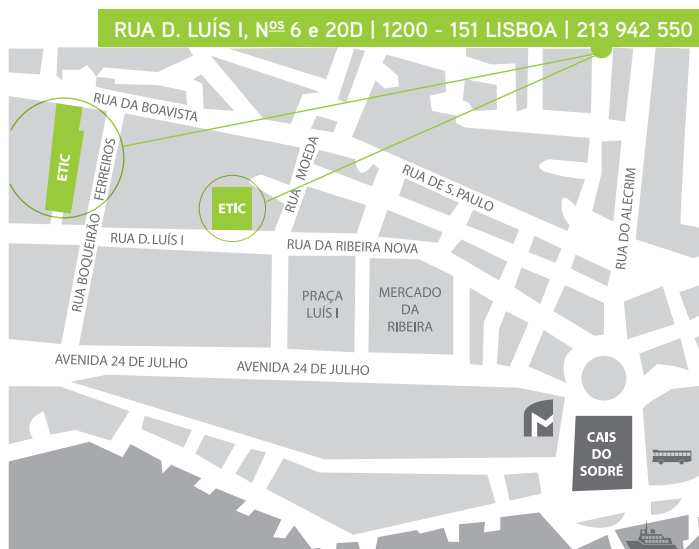 RUA D. LUÍS I, Nºˢ 6 e 20D | 1200 - 151 LISBOA | 213 942 550
RUA DA BOAVISTA
ETIC
RUA BOQUEIRÃO FERREIROS
RUA MOEDA
ETIC
RUA DE S. PAULO
RUA DO ALECRIM
RUA D. LUÍS I
RUA DA RIBEIRA NOVA
PRAÇA
LUÍS I
MERCADO
DA
RIBEIRA
AVENIDA 24 DE JULHO
AVENIDA 24 DE JULHO
M
CAIS
DO
SODRÉ